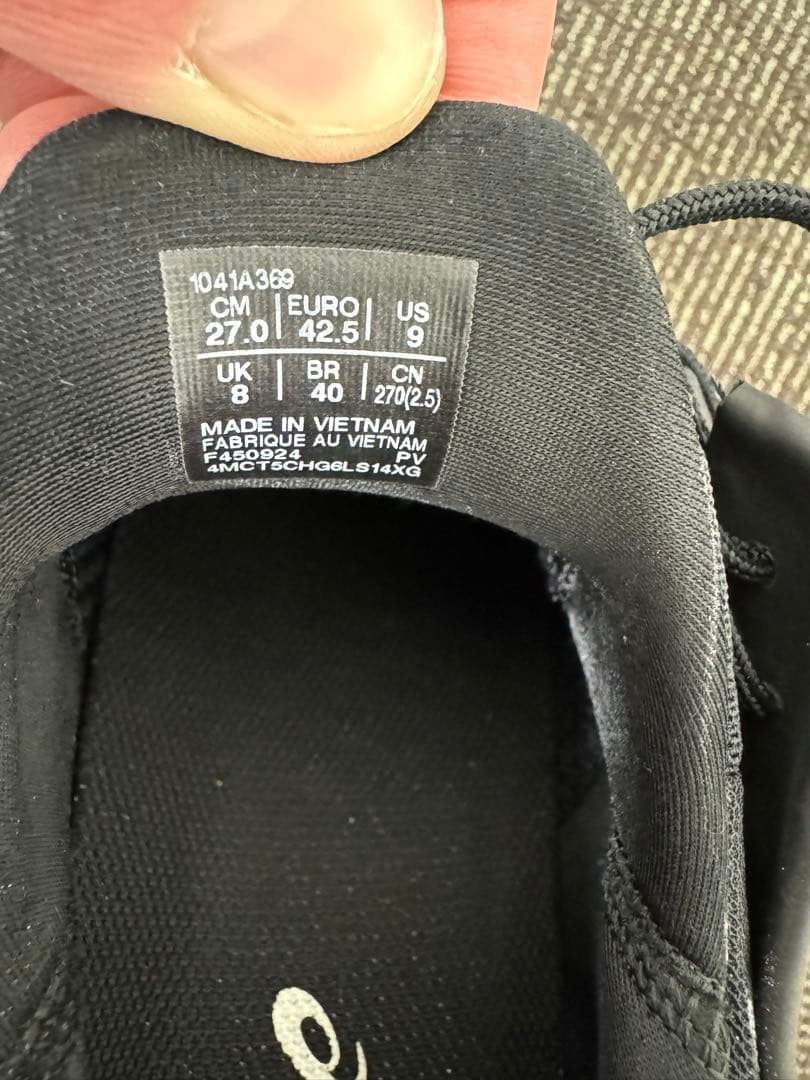 1041A369
CM | EURO | US
27.0 | 42.5 | 9
UK | BR | CN
8 | 40 | 270(2.5)
MADE IN VIETNAM
FABRIQUE AU VIETNAM
F450924 PV
4MCT5CHG6LS14XG